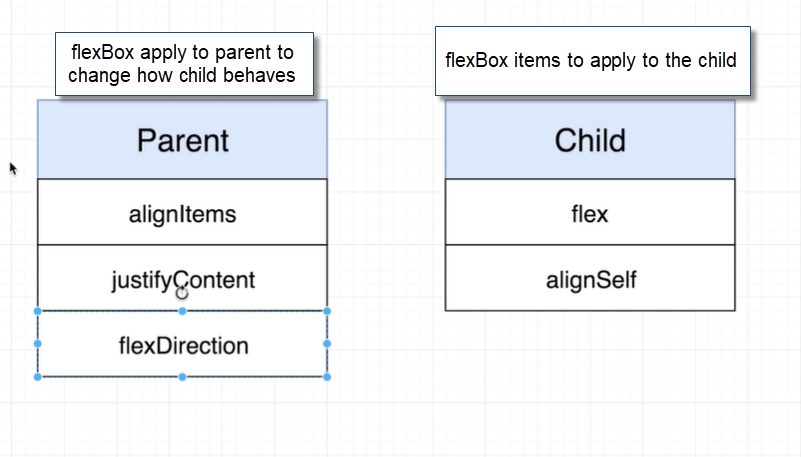 flexBox apply to parent to
change how child behaves
Parent
alignItems
justifyContent
flexDirection
flexBox items to apply to the child
Child
flex
alignSelf